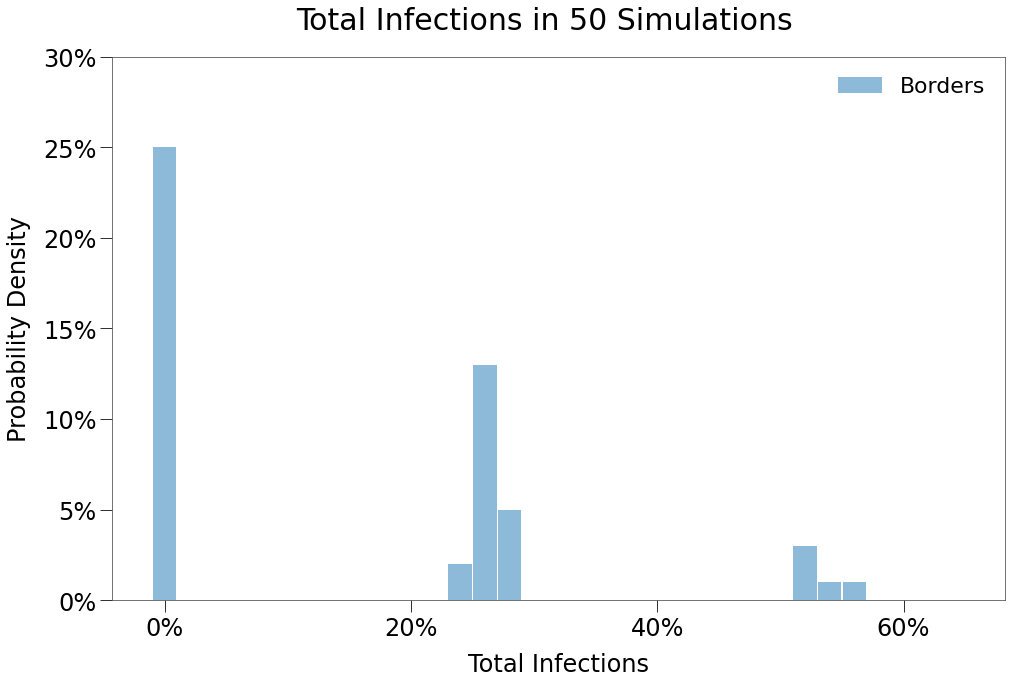 Total Infections in 50 Simulations
Borders
Probability Density
30%
25%
20%
15%
10%
5%
0%
0% 20% 40% 60%
Total Infections